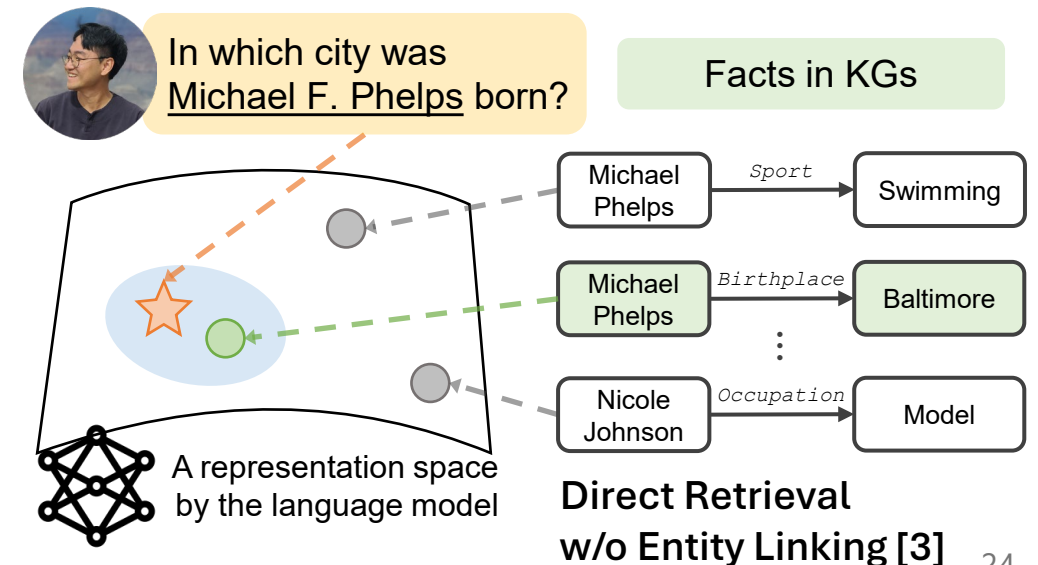 In which city was
Michael F. Phelps born?
Facts in KGs
Michael
Phelps
Sport
Swimming
Michael
Phelps
Birthplace
Baltimore
⋮
Nicole
Johnson
Occupation
Model
A representation space
by the language model
Direct Retrieval
w/o Entity Linking [3]
24